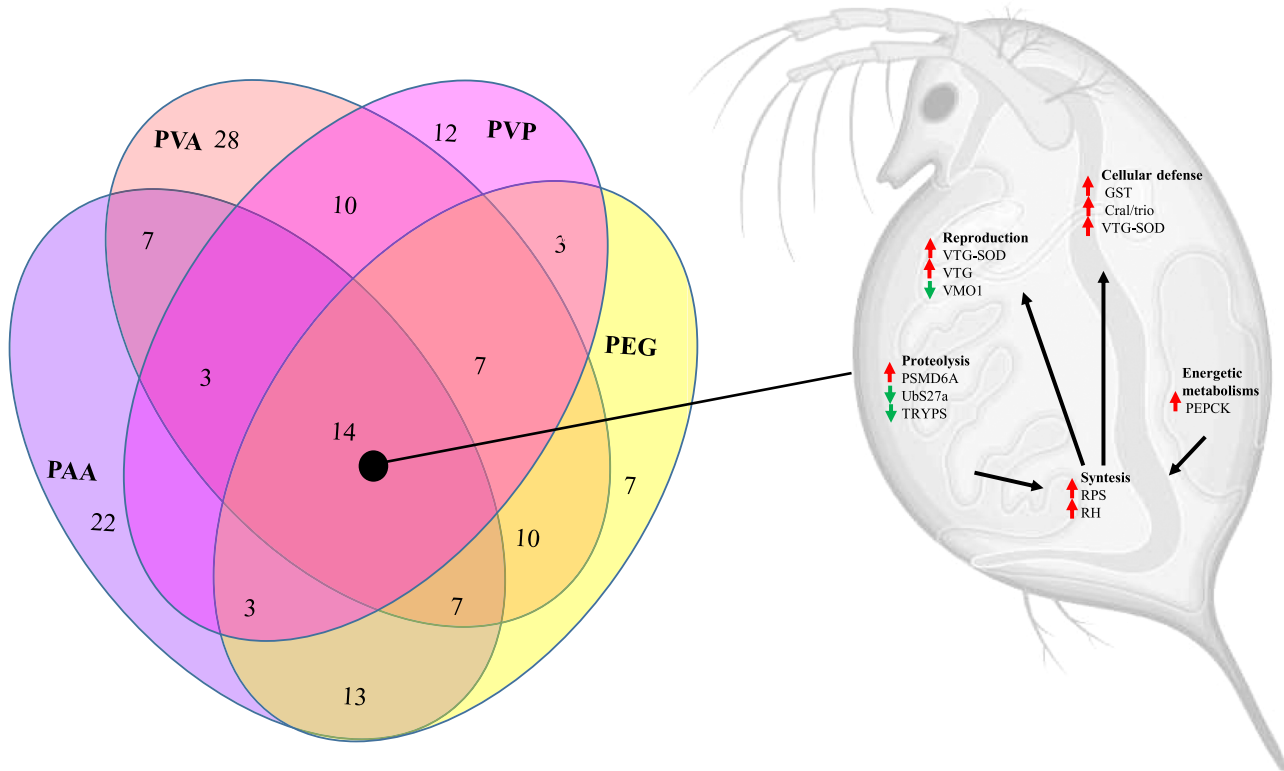 PVA 28
12 PVP
10
7
3
PEG
3
7
14
PAA
22
7
10
3
7
13
Cellular defense
GST
Cral/trio
VTG-SOD
Reproduction
VTG-SOD
VTG
VMO1
Proteolysis
PSMD6A
UbS27a
TRYPS
Energetic
metabolisms
PEPCK
Syntesis
RPS
RH